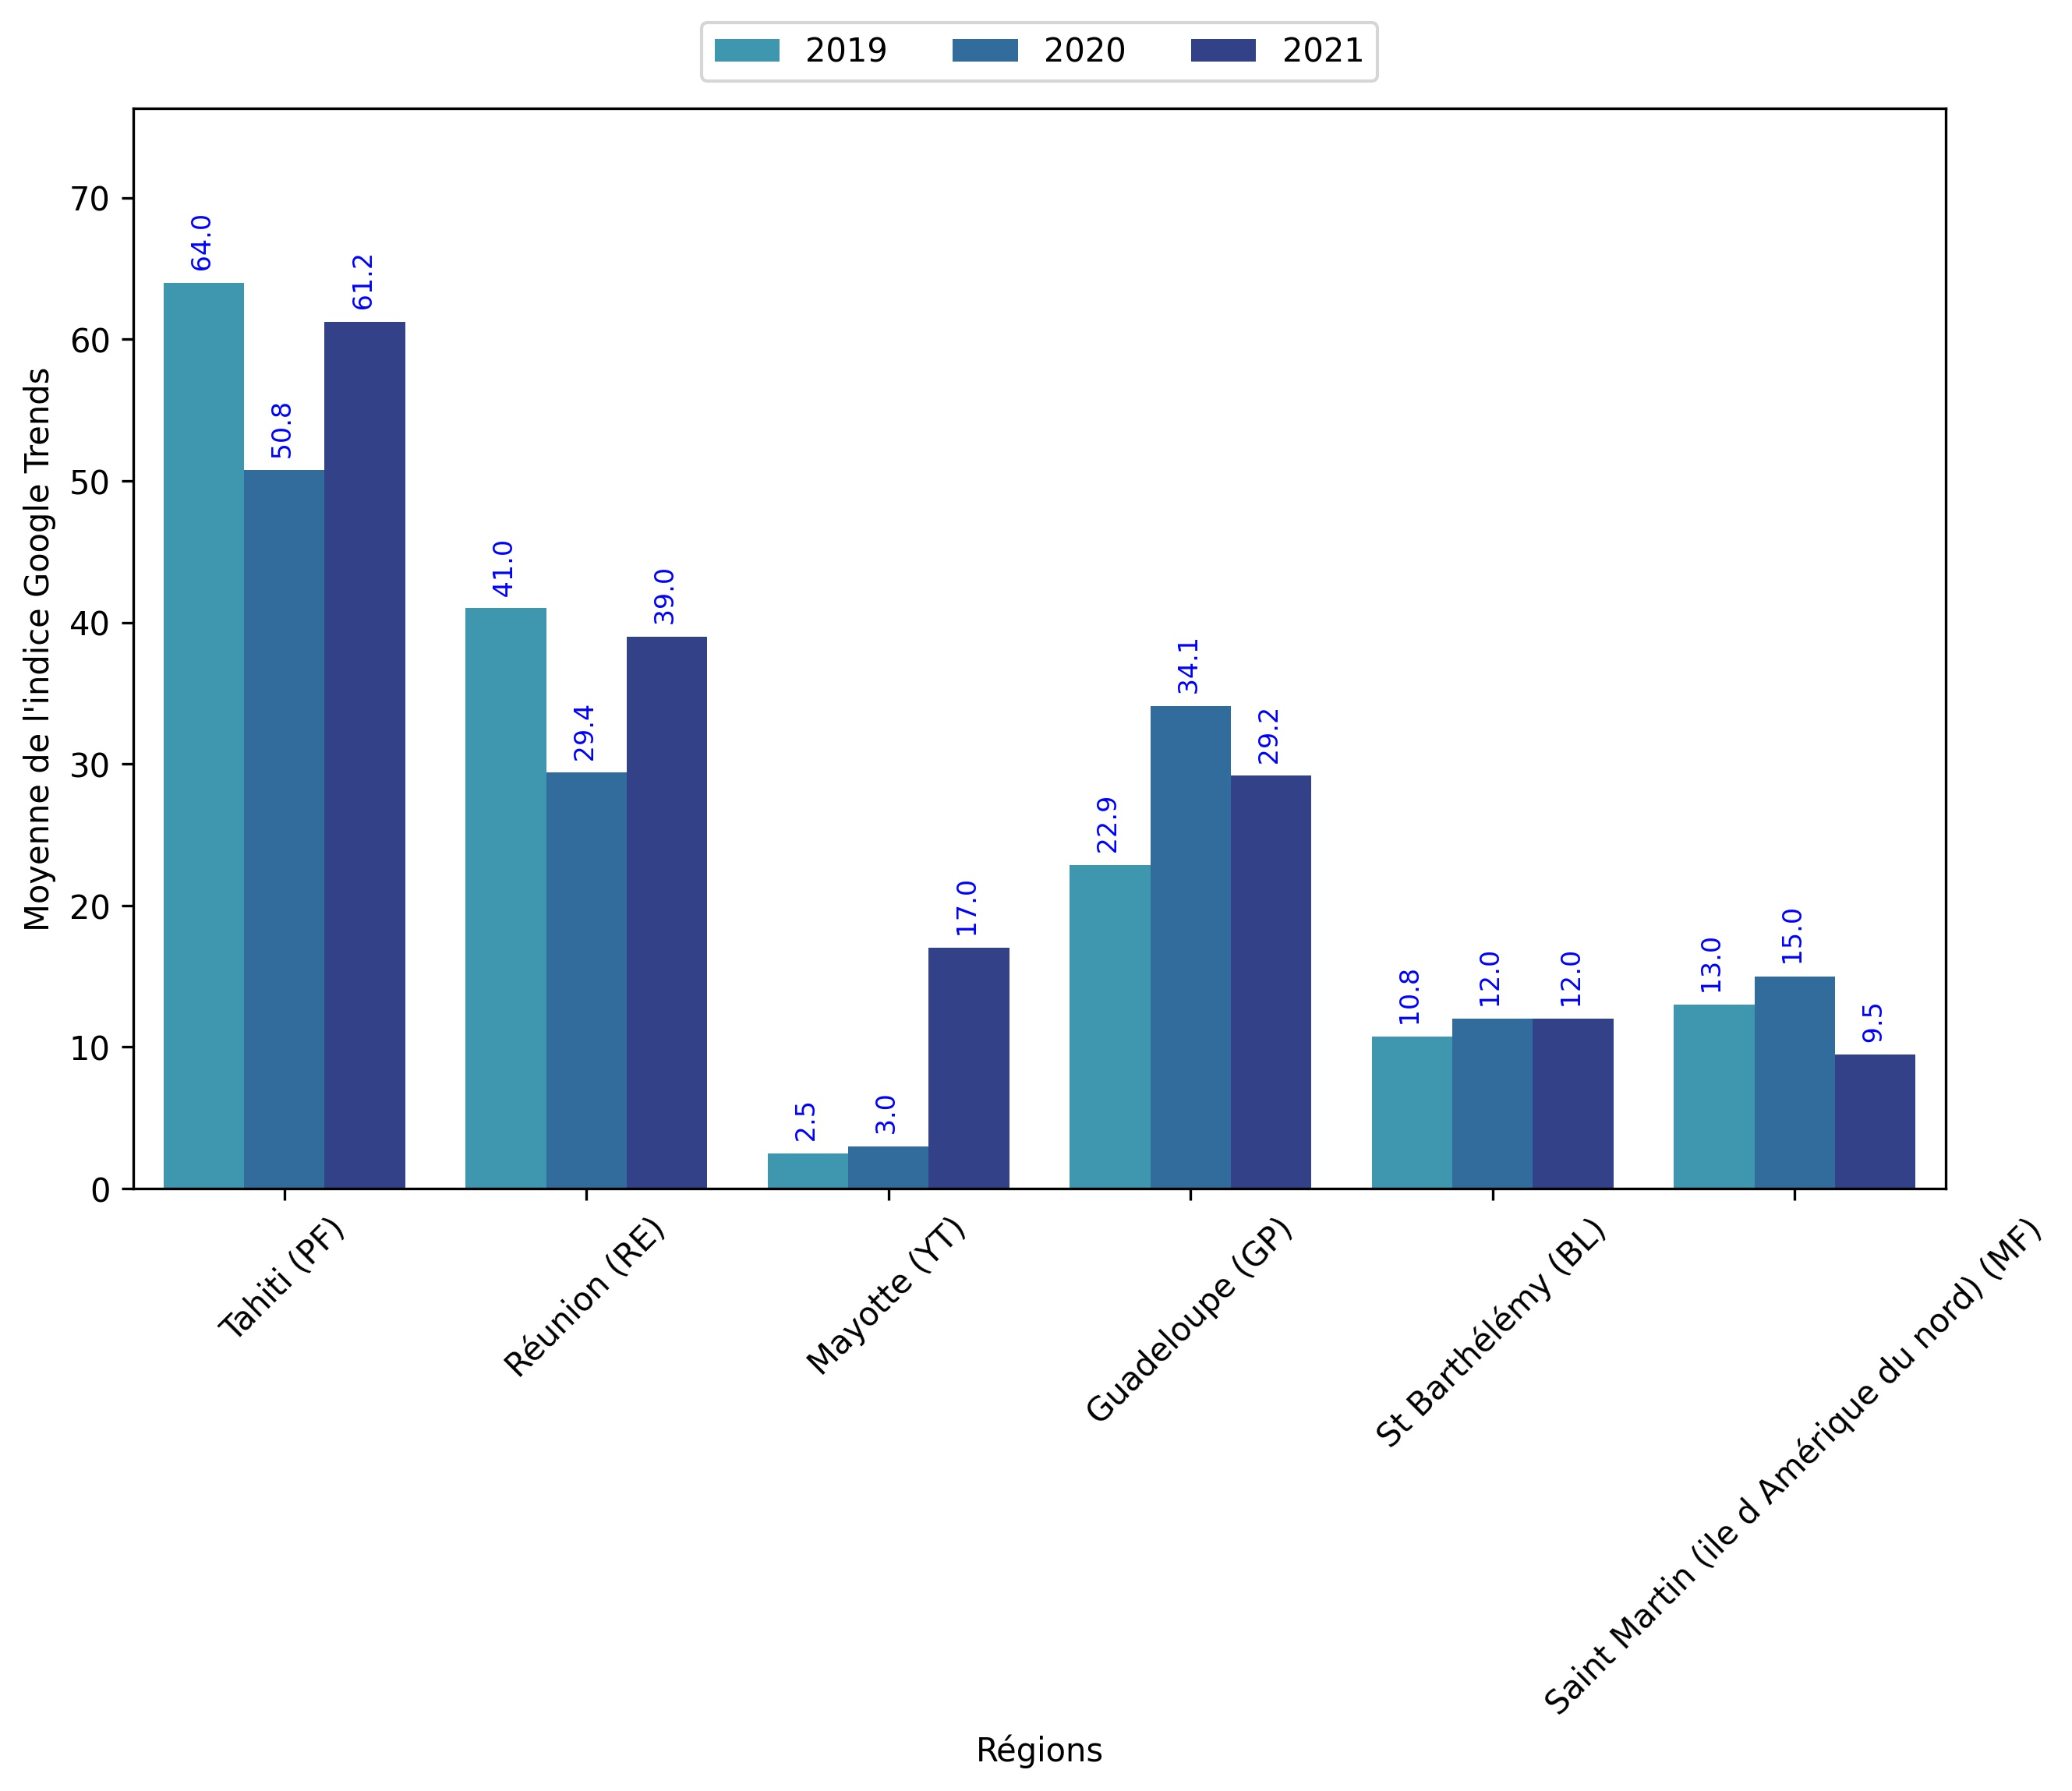 2019 2020 2021
Moyenne de l'indice Google Trends
70
60
50
40
30
20
10
0
64.0
50.8
61.2
41.0
29.4
39.0
2.5
3.0
17.0
22.9
34.1
29.2
10.8
12.0
12.0
13.0
15.0
9.5
Tahiti (PF)
Réunion (RE)
Mayotte (YT)
Guadeloupe (GP)
St Barthélémy (BL)
Saint Martin (ile d Amérique du nord) (MF)
Régions